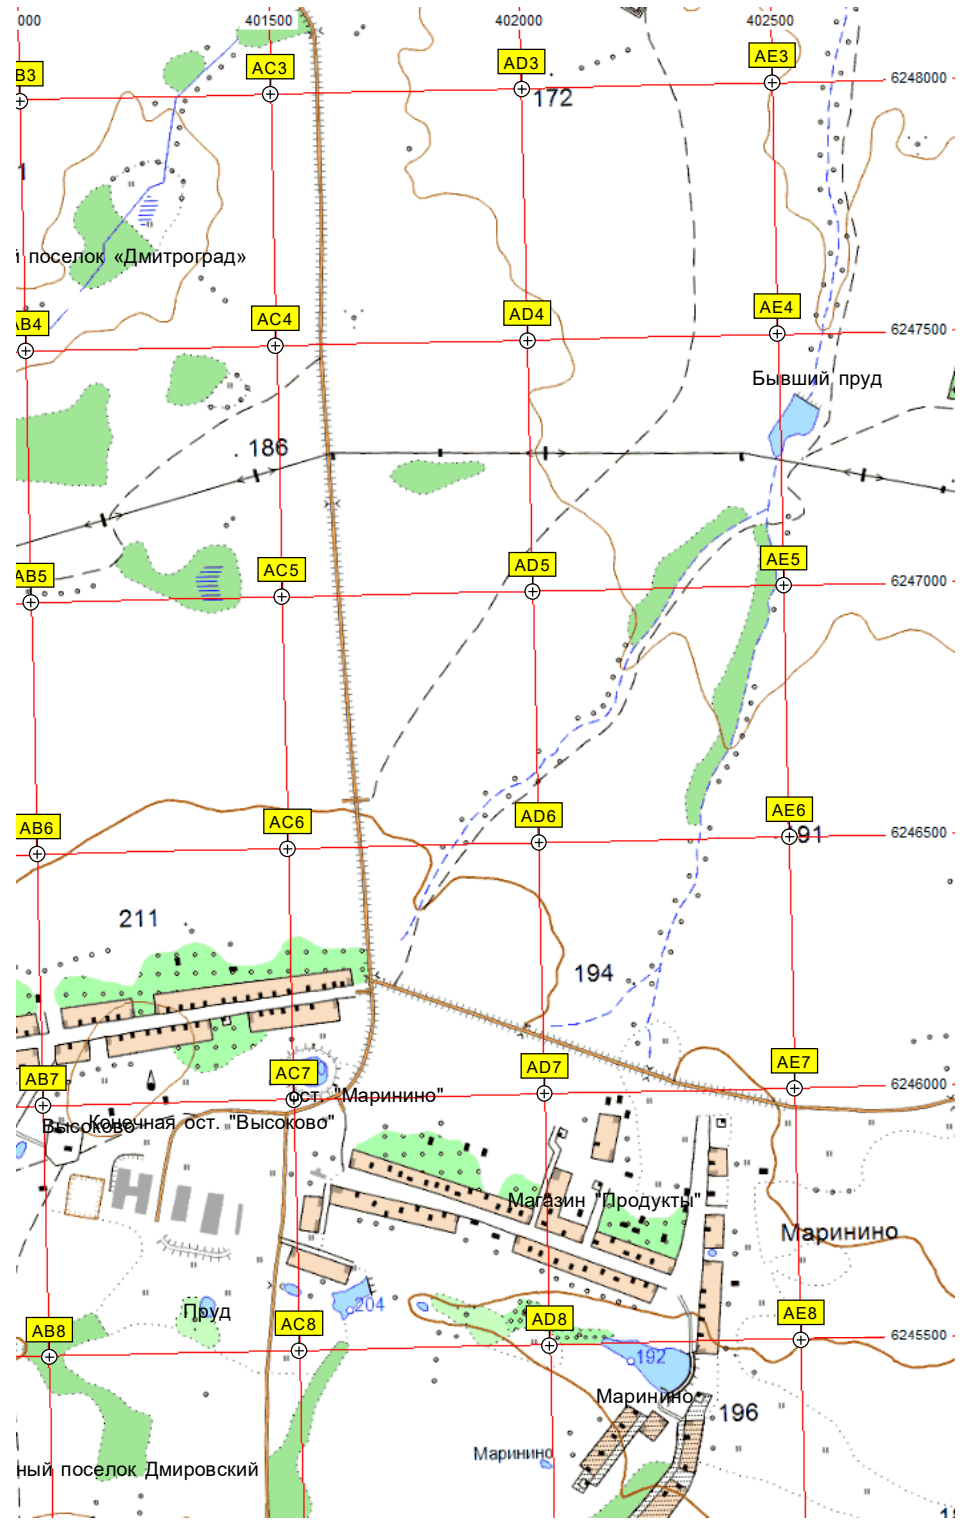 000 401500 402000 402500
B3 AC3 AD3 AE3
6248000
172
1
й поселок «Дмитроград»
AB4 AC4 AD4 AE4
6247500
Бывший пруд
186
AB5 AC5 AD5 AE5
6247000
AB6 AC6 AD6 AE6
6246500
91
211
194
AB7 AC7 AD7 AE7
6246000
ост. "Маринино"
Высоково
Конечная ост. "Высоково"
Магазин "Продукты"
Маринино
204
Пруд
AB8 AC8 AD8 AE8
6245500
192
Маринино
196
Маринино
ный поселок Дмировский